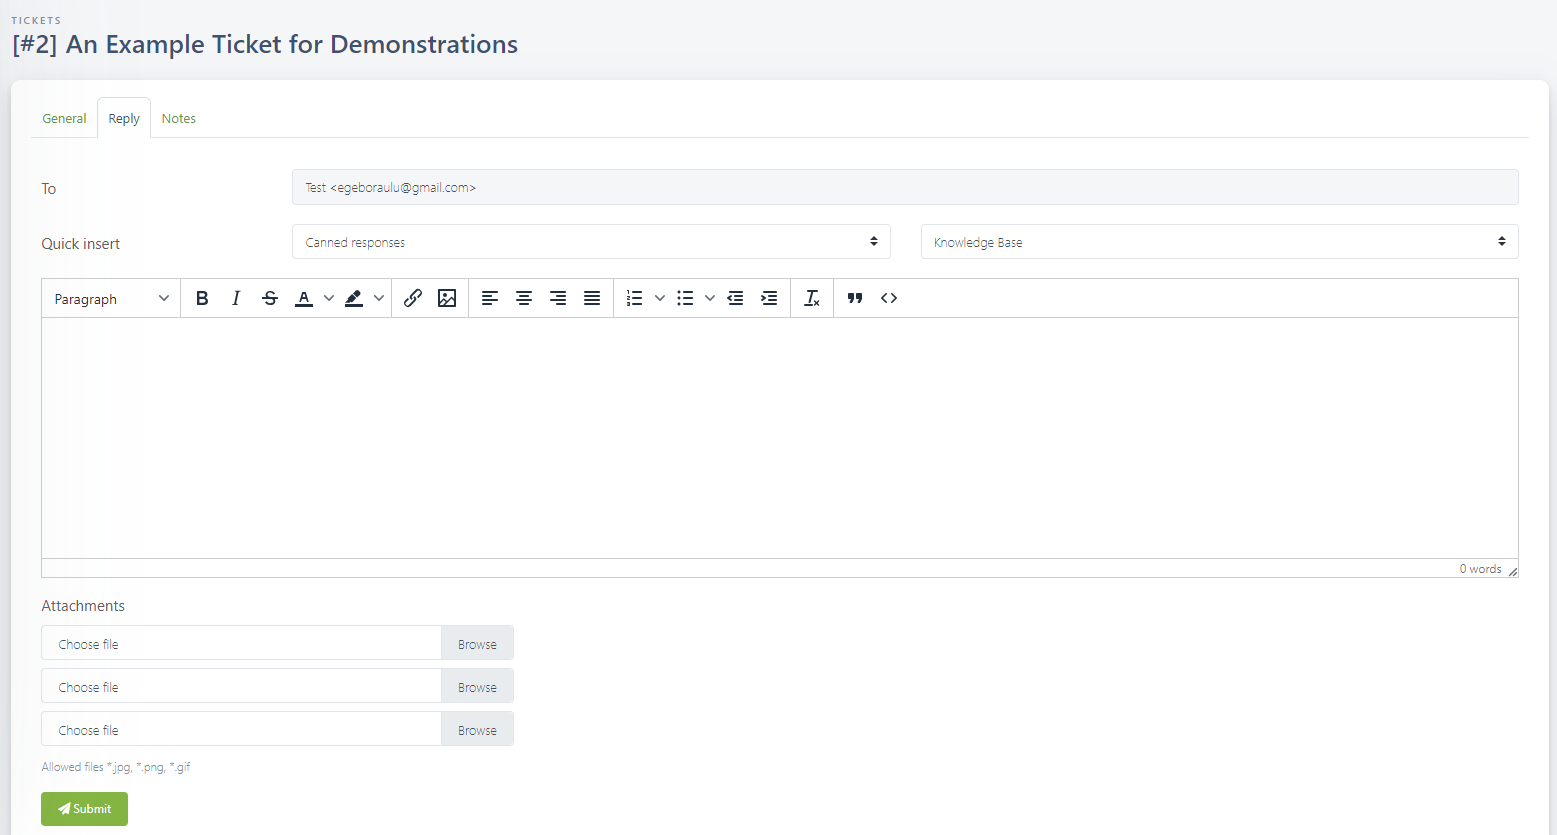 TICKETS
[#2] An Example Ticket for Demonstrations
General Reply Notes
To Test <egeboraulu@gmail.com>
Quick insert Canned responses Knowledge Base
Paragraph
0 words
Attachments
Choose file Browse
Choose file Browse
Choose file Browse
Allowed files *.jpg, *.png, *.gif
Submit